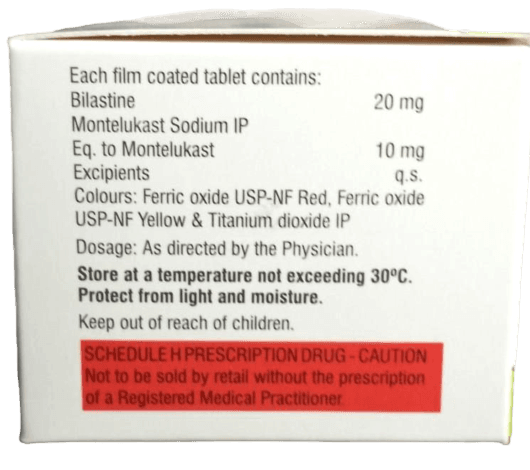 Each film coated tablet contains:
Bilastine 20 mg
Montelukast Sodium IP
Eq. to Montelukast 10 mg
Excipients q.s.
Colours: Ferric oxide USP-NF Red, Ferric oxide
USP-NF Yellow & Titanium dioxide IP
Dosage: As directed by the Physician.
Store at a temperature not exceeding 30ºC.
Protect from light and moisture.
Keep out of reach of children.
SCHEDULE H PRESCRIPTION DRUG - CAUTION
Not to be sold by retail without the prescription
of a Registered Medical Practitioner.